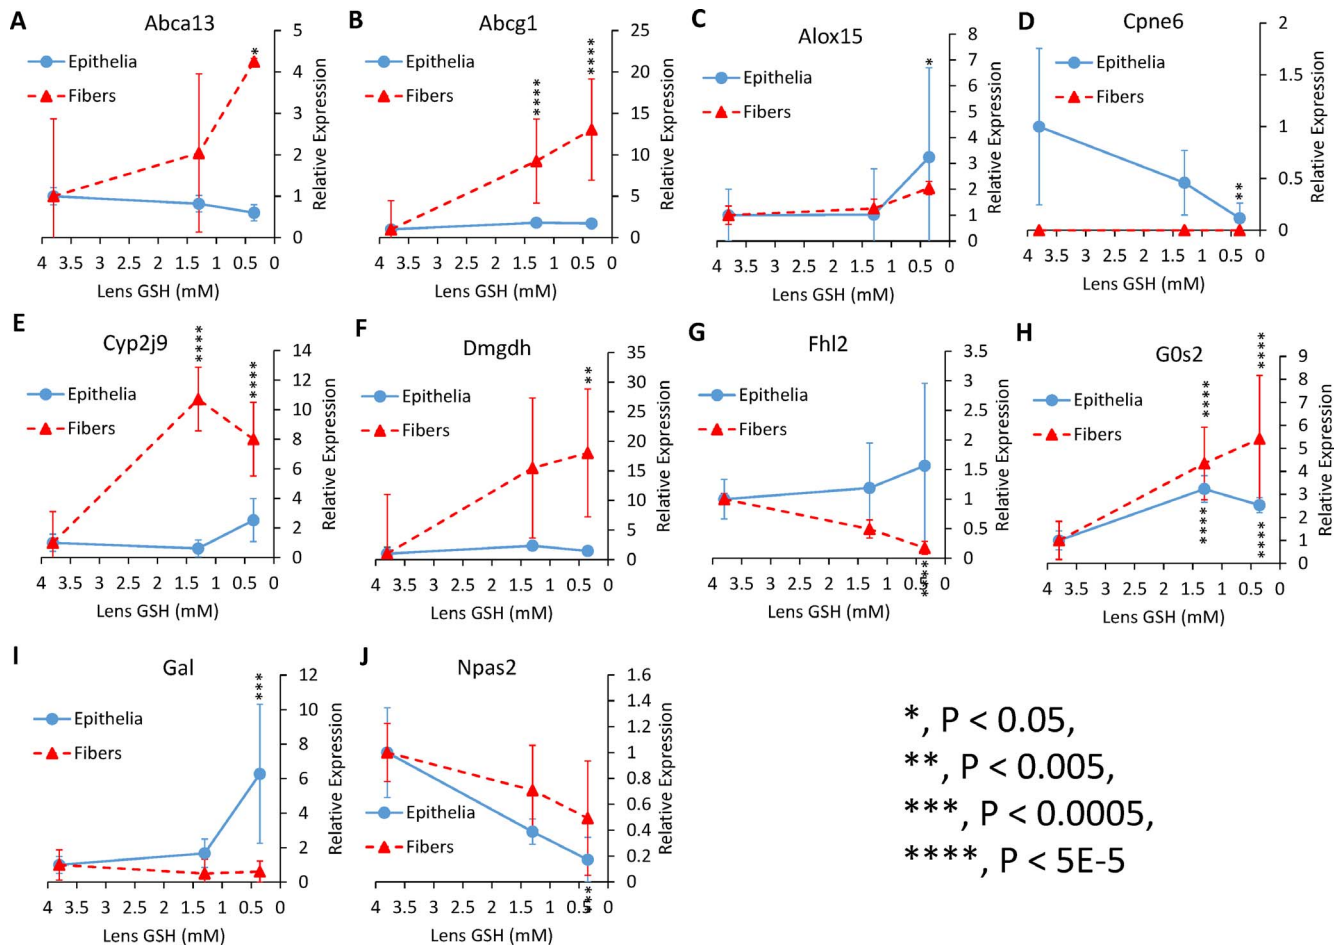 A
Abca13
Epithelia
Fibers
*
5
4
3
2
1
0
Relative Expression
4 3.5 3 2.5 2 1.5 1 0.5 0
Lens GSH (mM)
B
Abcg1
Epithelia
Fibers
****
****
25
20
15
10
5
0
Relative Expression
4 3.5 3 2.5 2 1.5 1 0.5 0
Lens GSH (mM)
C
Alox15
Epithelia
Fibers
*
8
7
6
5
4
3
2
1
0
Relative Expression
4 3.5 3 2.5 2 1.5 1 0.5 0
Lens GSH (mM)
D
Cpne6
Epithelia
Fibers
**
2
1.5
1
0.5
0
Relative Expression
4 3.5 3 2.5 2 1.5 1 0.5 0
Lens GSH (mM)
E
Cyp2j9
Epithelia
Fibers
****
****
14
12
10
8
6
4
2
0
Relative Expression
4 3.5 3 2.5 2 1.5 1 0.5 0
Lens GSH (mM)
F
Dmgdh
Epithelia
Fibers
**
35
30
25
20
15
10
5
0
Relative Expression
4 3.5 3 2.5 2 1.5 1 0.5 0
Lens GSH (mM)
G
Fhl2
Epithelia
Fibers
3.5
3
2.5
2
1.5
1
0.5
0
Relative Expression
4 3.5 3 2.5 2 1.5 1 0.5 0
Lens GSH (mM)
H
G0s2
Epithelia
Fibers
****
****
****
****
9
8
7
6
5
4
3
2
1
0
Relative Expression
4 3.5 3 2.5 2 1.5 1 0.5 0
Lens GSH (mM)
I
Gal
Epithelia
Fibers
***
12
10
8
6
4
2
0
Relative Expression
4 3.5 3 2.5 2 1.5 1 0.5 0
Lens GSH (mM)
J
Npas2
Epithelia
Fibers
1.6
1.4
1.2
1
0.8
0.6
0.4
0.2
0
Relative Expression
4 3.5 3 2.5 2 1.5 1 0.5 0
Lens GSH (mM)
*, P < 0.05,
**, P < 0.005,
***, P < 0.0005,
****, P < 5E-5